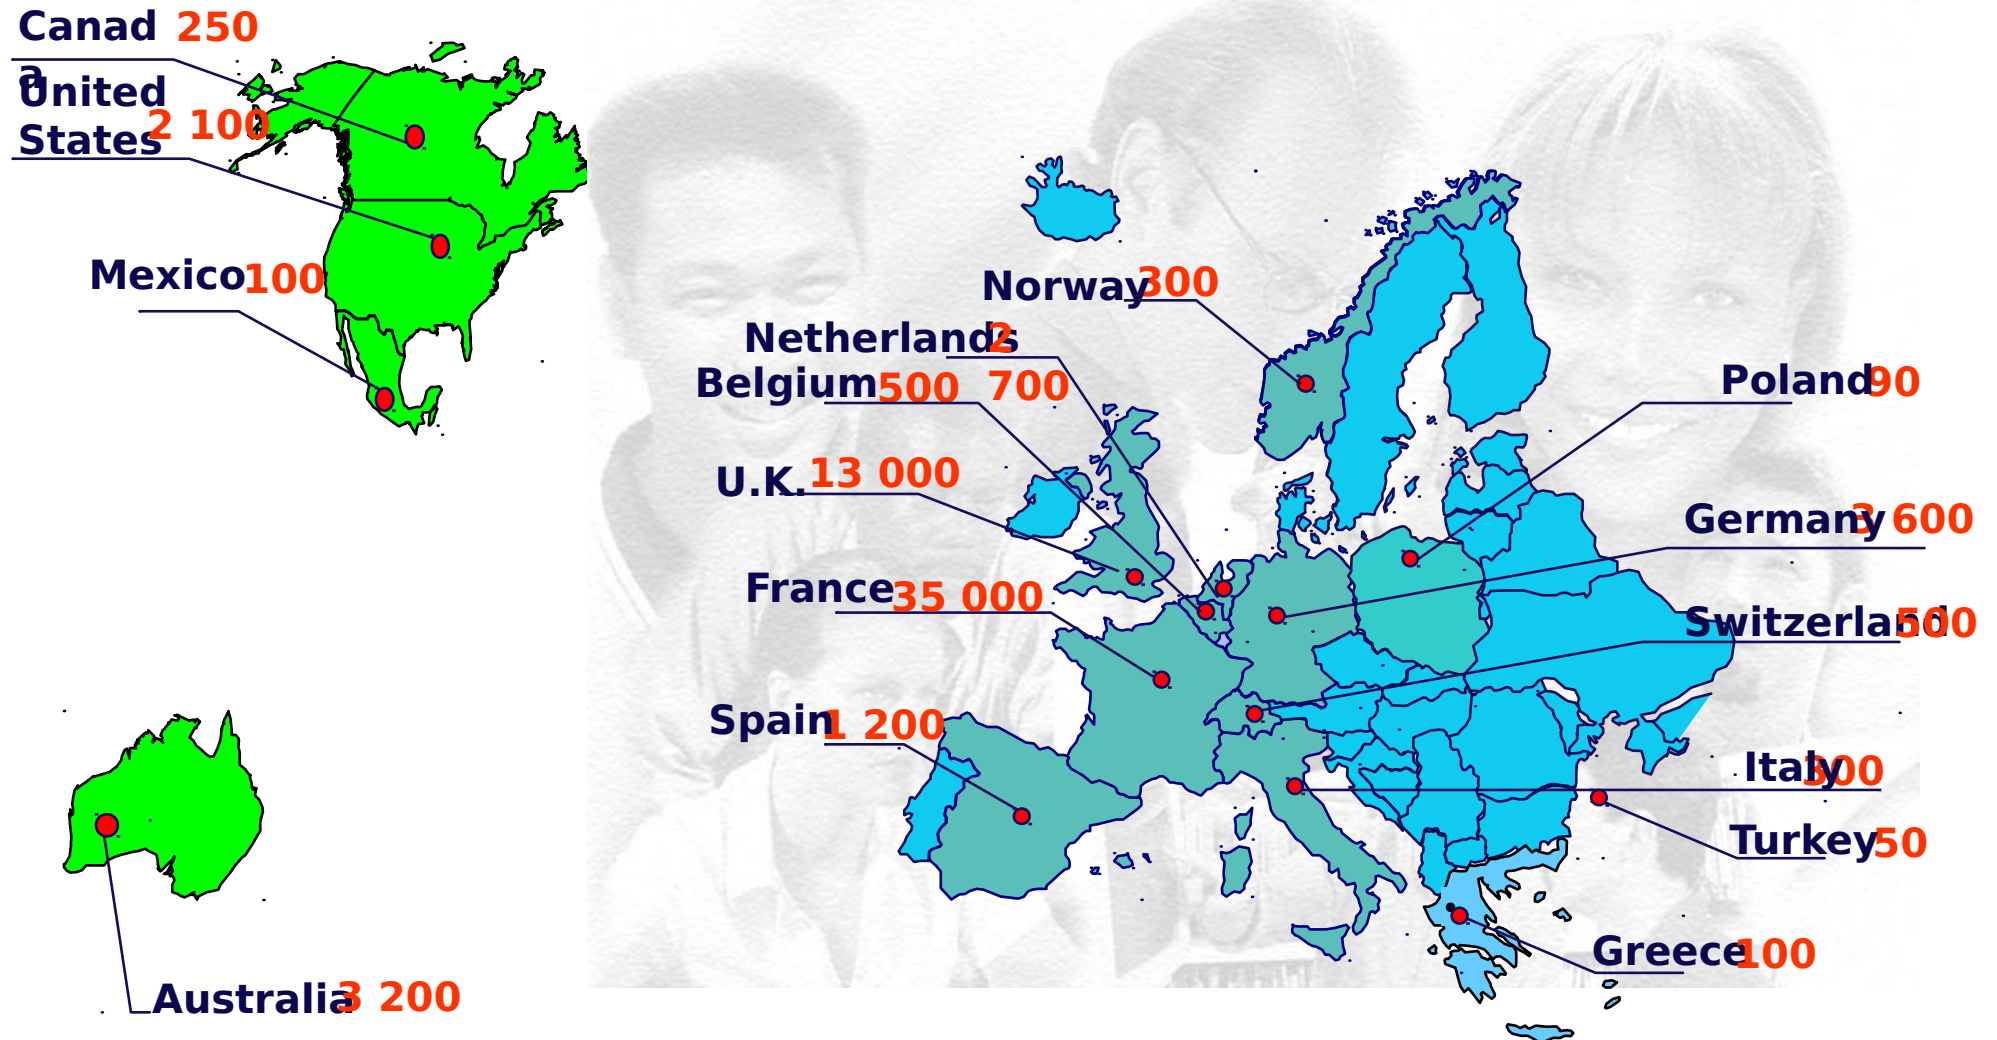 Canad
a 250
United
States 2 100
Mexico 100
Norway 300
Netherlands 2
700
Belgium 500
Poland 90
U.K. 13 000
Germany 3 600
France 35 000
Switzerland 500
Spain 1 200
Italy 300
Turkey 50
Greece 100
Australia 3 200